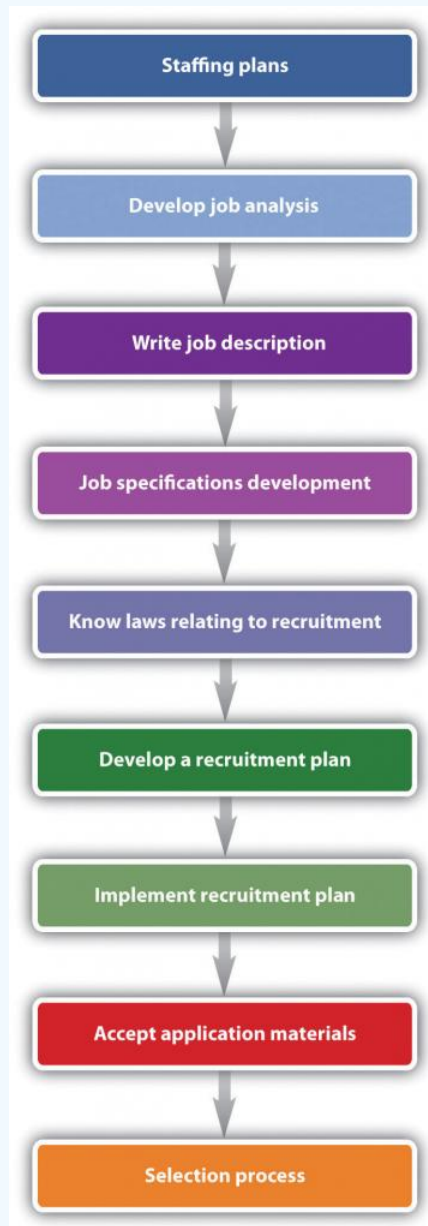 Staffing plans
Develop job analysis
Write job description
Job specifications development
Know laws relating to recruitment
Develop a recruitment plan
Implement recruitment plan
Accept application materials
Selection process